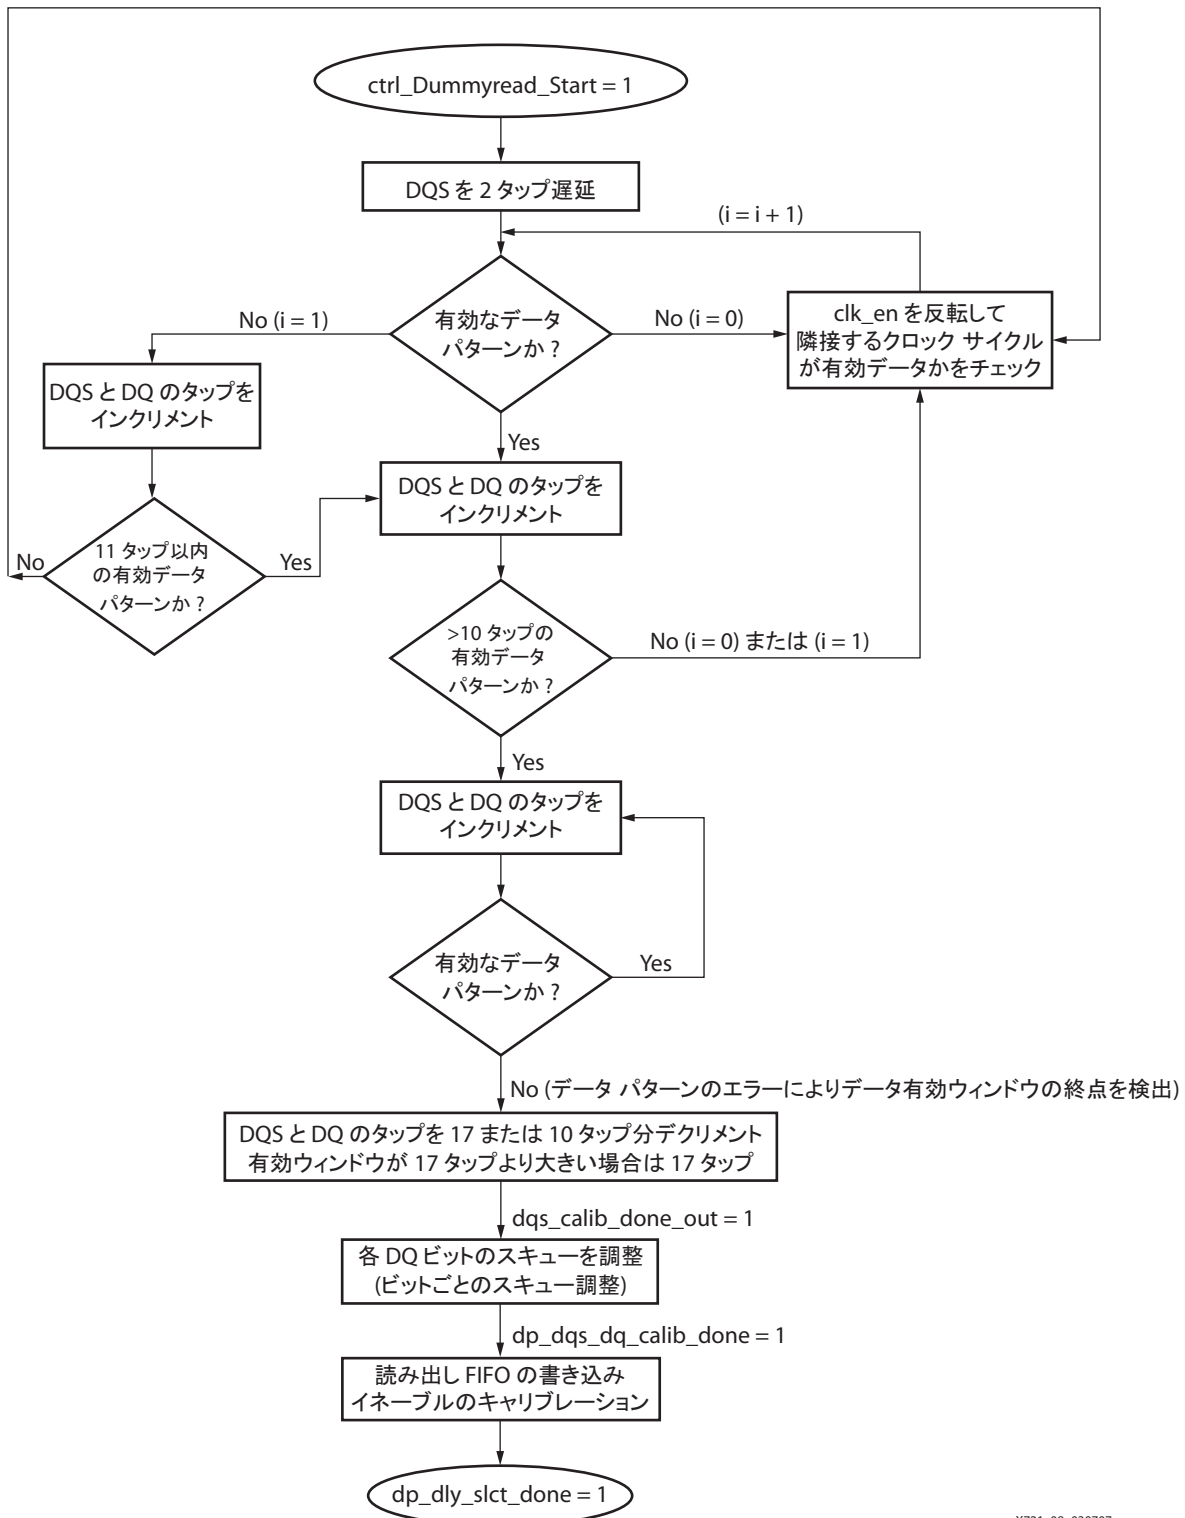 ctrl_Dummyread_Start = 1
DQS を 2 タップ遅延
(i = i + 1)
有効なデータ
パターンか ?
No (i = 1)
No (i = 0)
clk_en を反転して
隣接するクロック サイクル
が有効データかをチェック
DQS と DQ のタップを
インクリメント
Yes
DQS と DQ のタップを
インクリメント
11 タップ以内
の有効データ
パターンか ?
No
Yes
>10 タップの
有効データ
パターンか ?
No (i = 0) または (i = 1)
Yes
DQS と DQ のタップを
インクリメント
有効なデータ
パターンか ?
Yes
No (データ パターンのエラーによりデータ有効ウィンドウの終点を検出)
DQS と DQ のタップを 17 または 10 タップ分デクリメント
有効ウィンドウが 17 タップより大きい場合は 17 タップ
dqs_calib_done_out = 1
各 DQ ビットのスキューを調整
(ビットごとのスキュー調整)
dp_dqs_dq_calib_done = 1
読み出し FIFO の書き込み
イネーブルのキャリブレーション
dp_dly_slct_done = 1